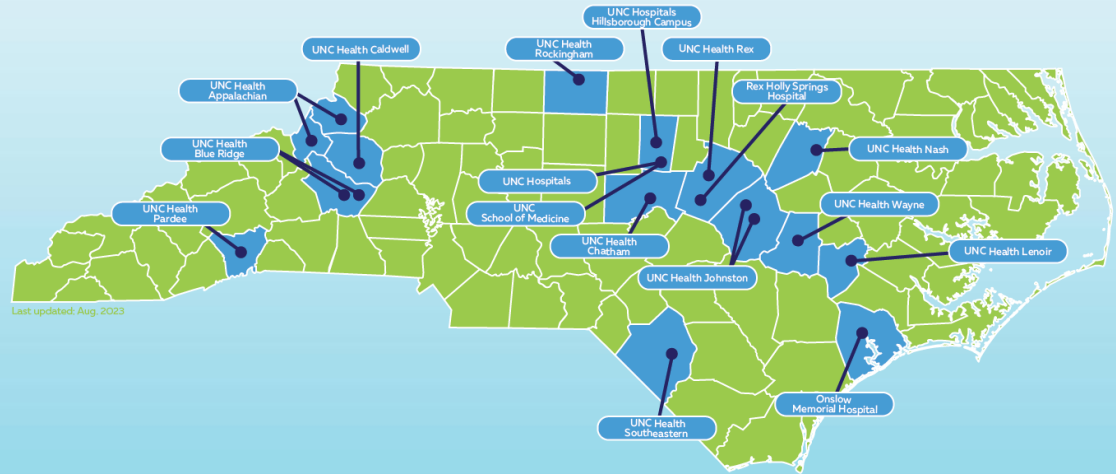 UNC Hospitals
Hillsborough Campus
UNC Health Caldwell
UNC Health
Rockingham
UNC Health Rex
UNC Health
Appalachian
Rex Holly Springs
Hospital
UNC Health
Blue Ridge
UNC Health Nash
UNC Hospitals
UNC
School of Medicine
UNC Health
Pardee
UNC Health Wayne
UNC Health
Chatham
UNC Health Lenoir
UNC Health Johnston
Last updated: Aug, 2023
Onslow
Memorial Hospital
UNC Health
Southeastern